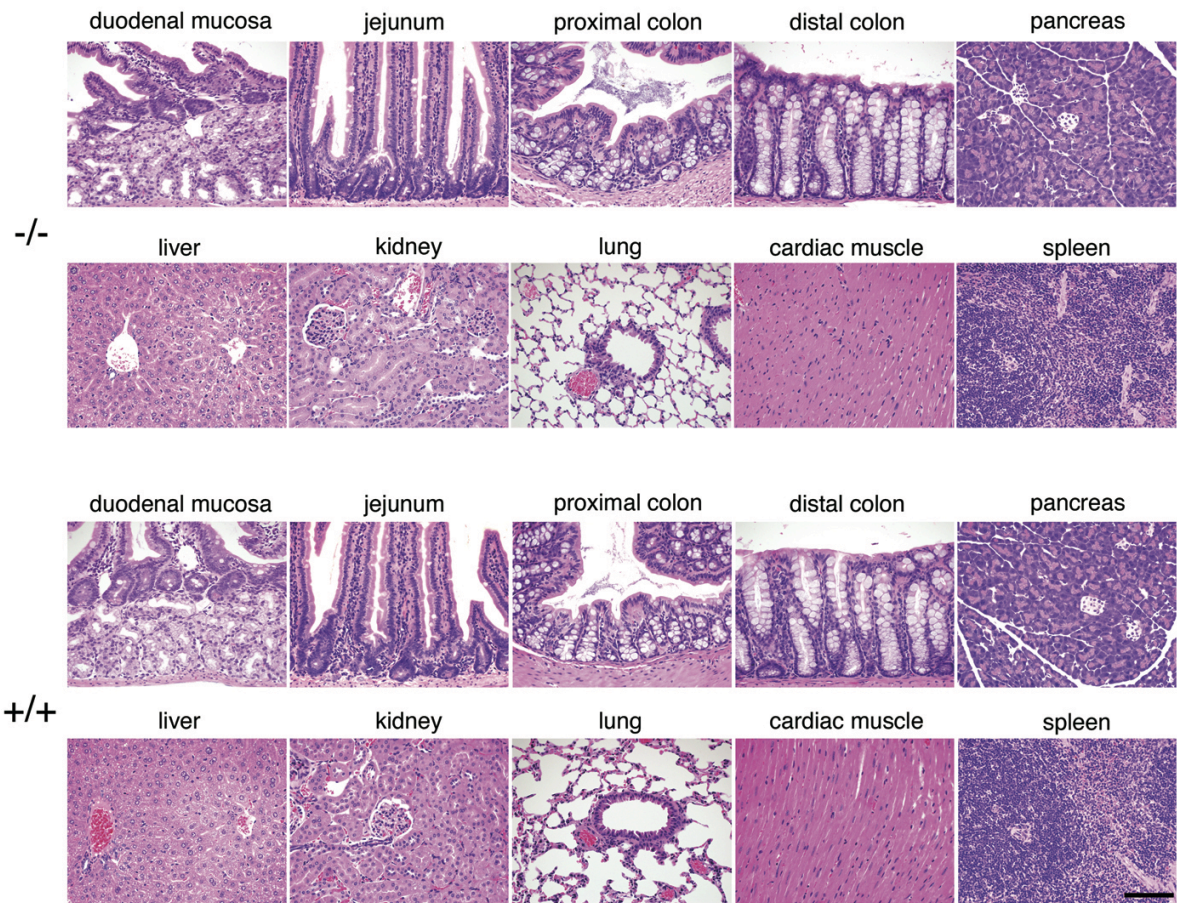 duodenal mucosa jejunum proximal colon distal colon pancreas
-/-
liver kidney lung cardiac muscle spleen
duodenal mucosa jejunum proximal colon distal colon pancreas
+/+
liver kidney lung cardiac muscle spleen